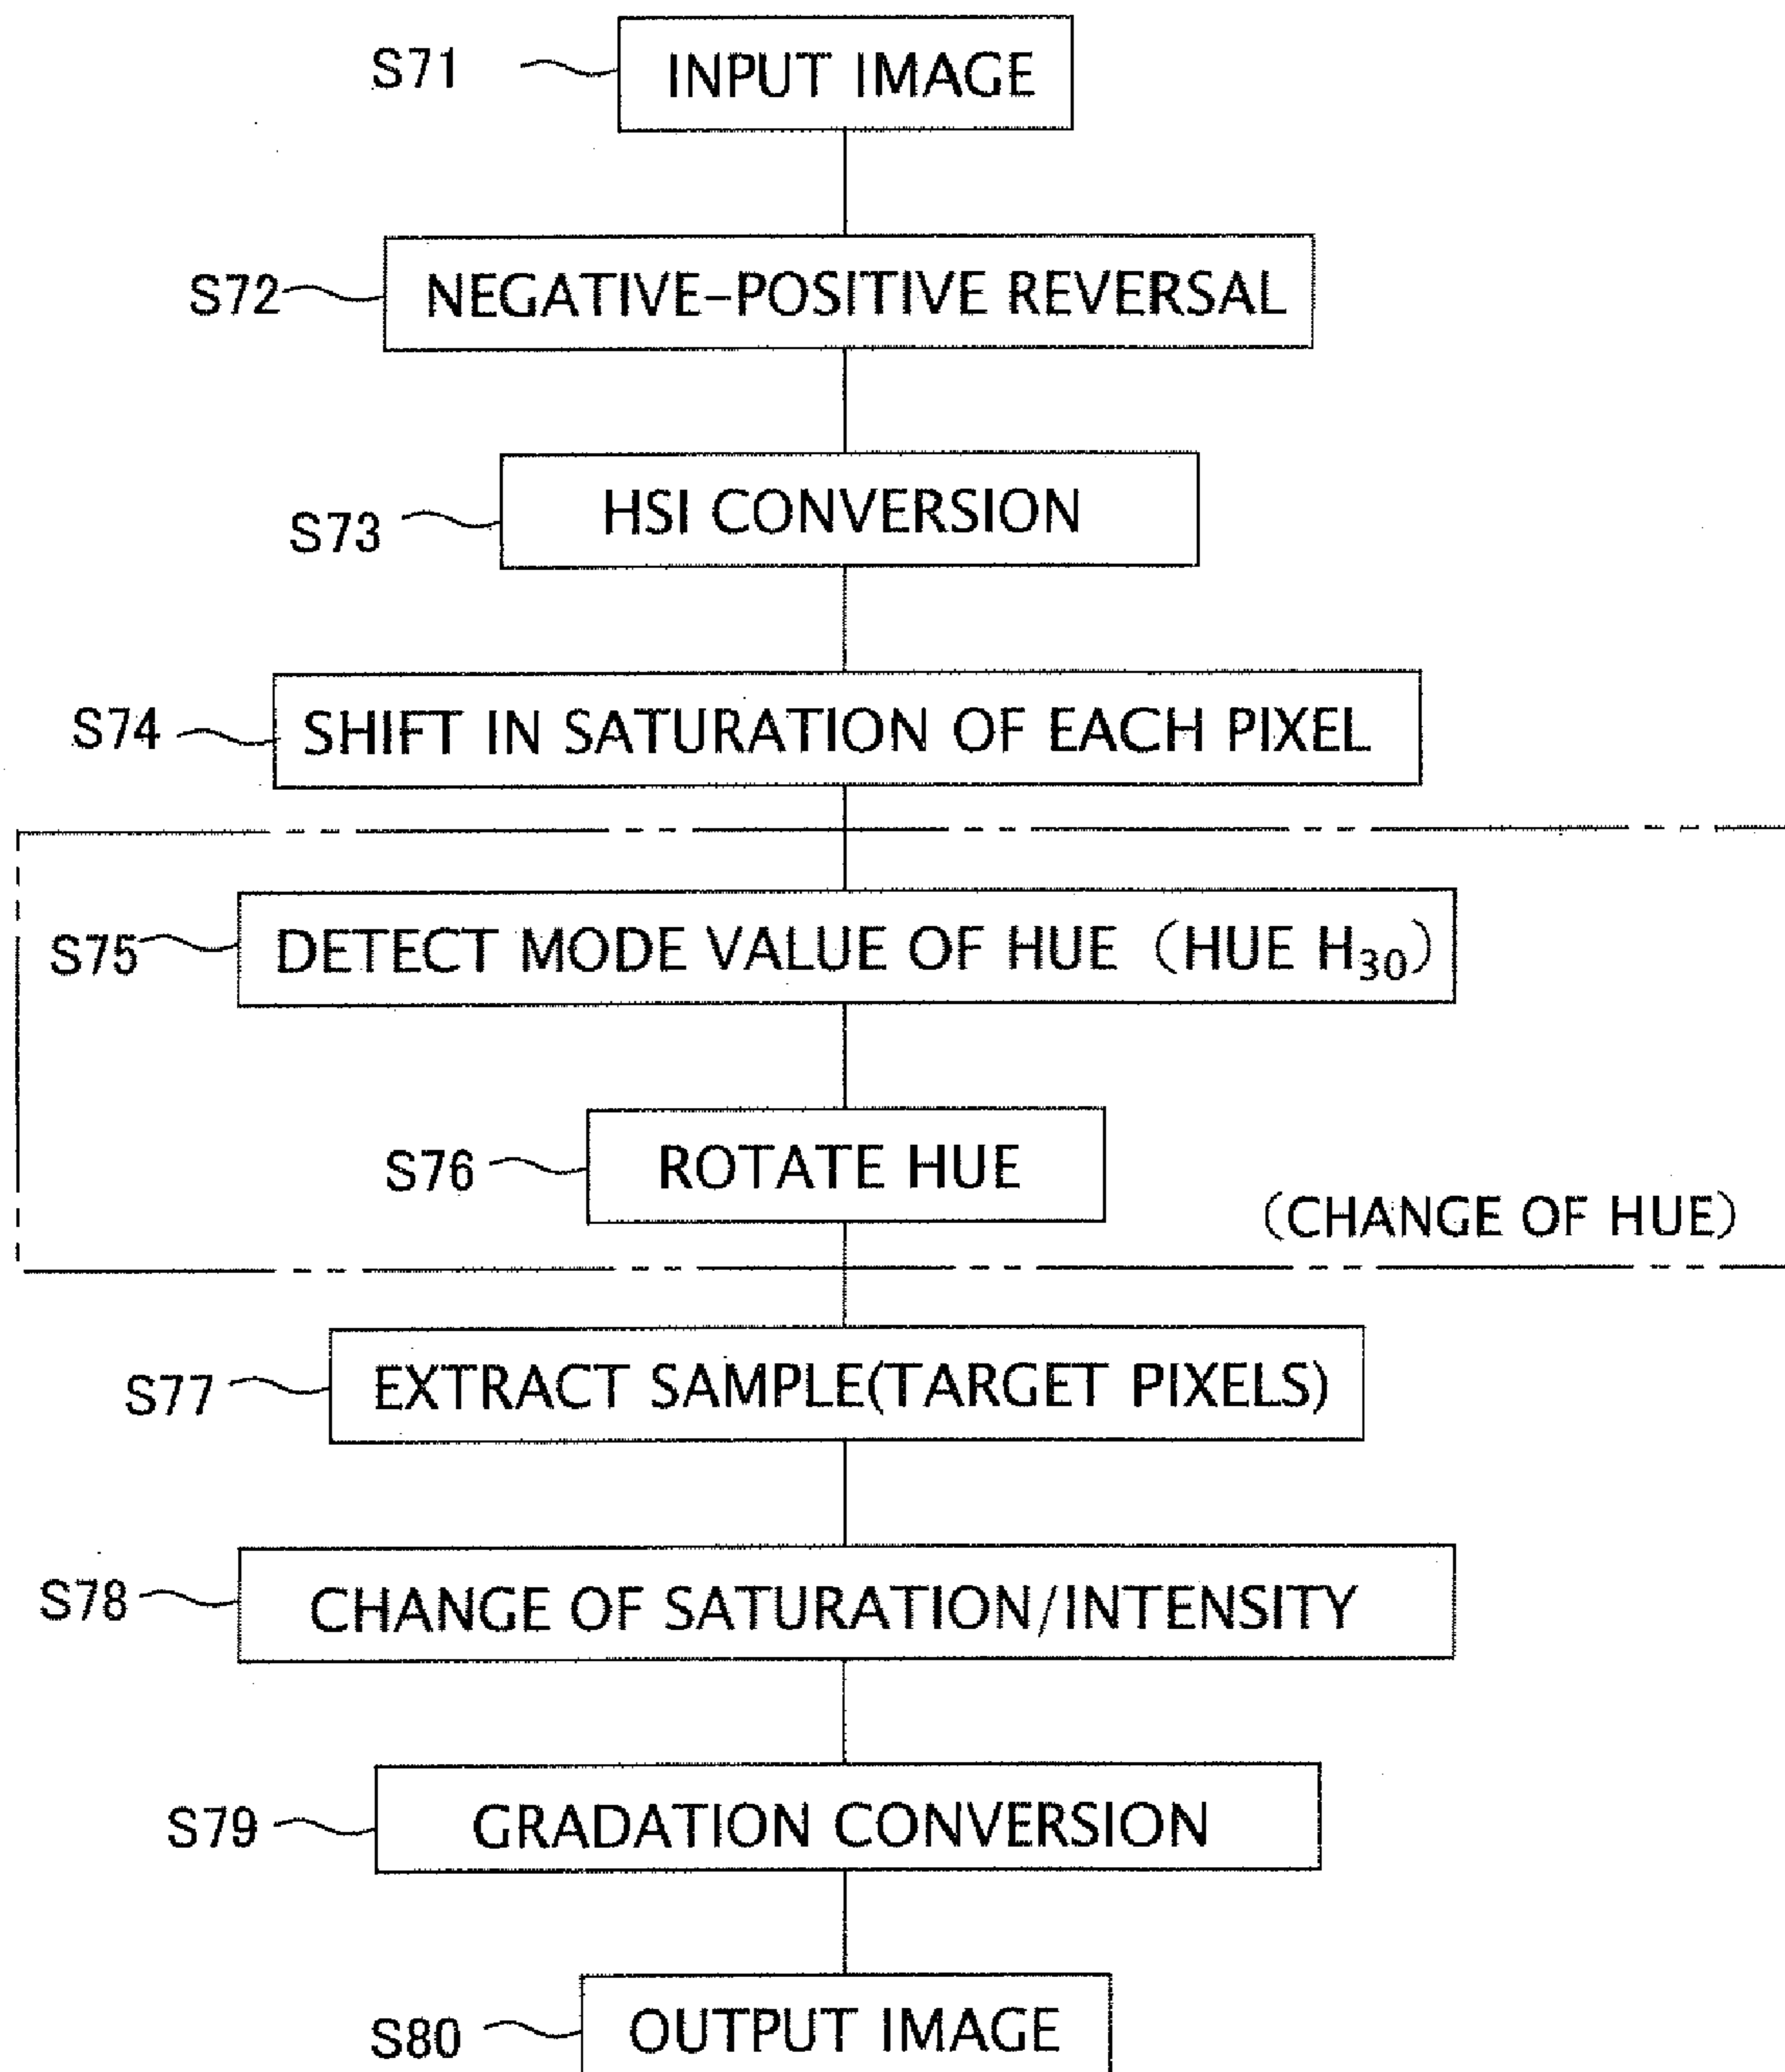 S71 INPUT IMAGE
S72 NEGATIVE-POSITIVE REVERSAL
S73 HSI CONVERSION
S74 SHIFT IN SATURATION OF EACH PIXEL
S75 DETECT MODE VALUE OF HUE (HUE H30)
S76 ROTATE HUE
(CHANGE OF HUE)
S77 EXTRACT SAMPLE(TARGET PIXELS)
S78 CHANGE OF SATURATION/INTENSITY
S79 GRADATION CONVERSION
S80 OUTPUT IMAGE